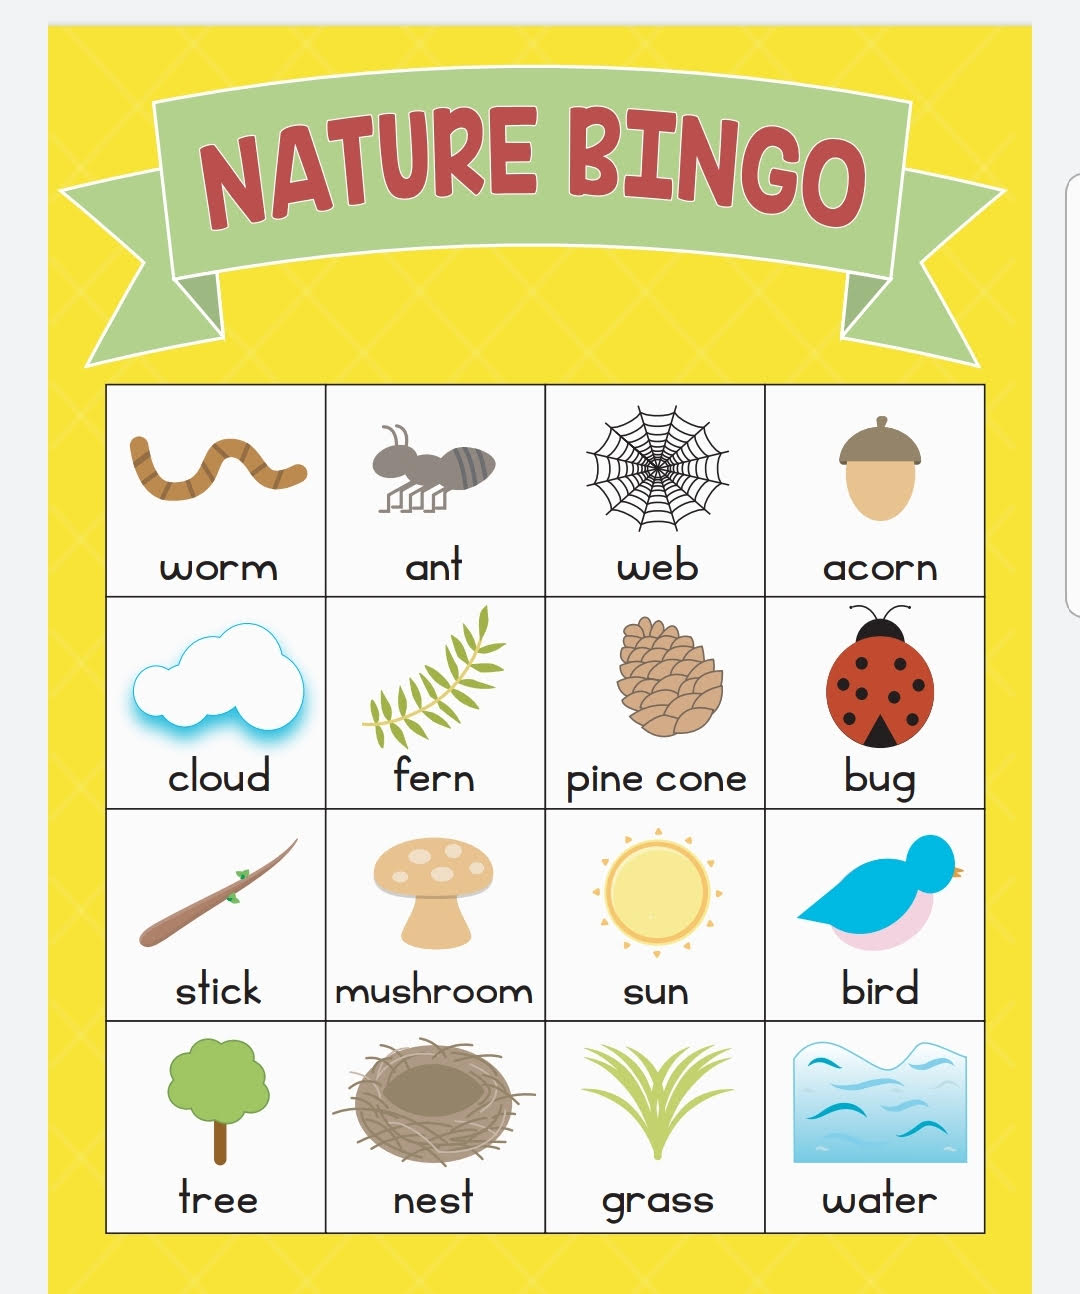 NATURE BINGO
worm ant web acorn
cloud fern pine cone bug
stick mushroom sun bird
tree nest grass water